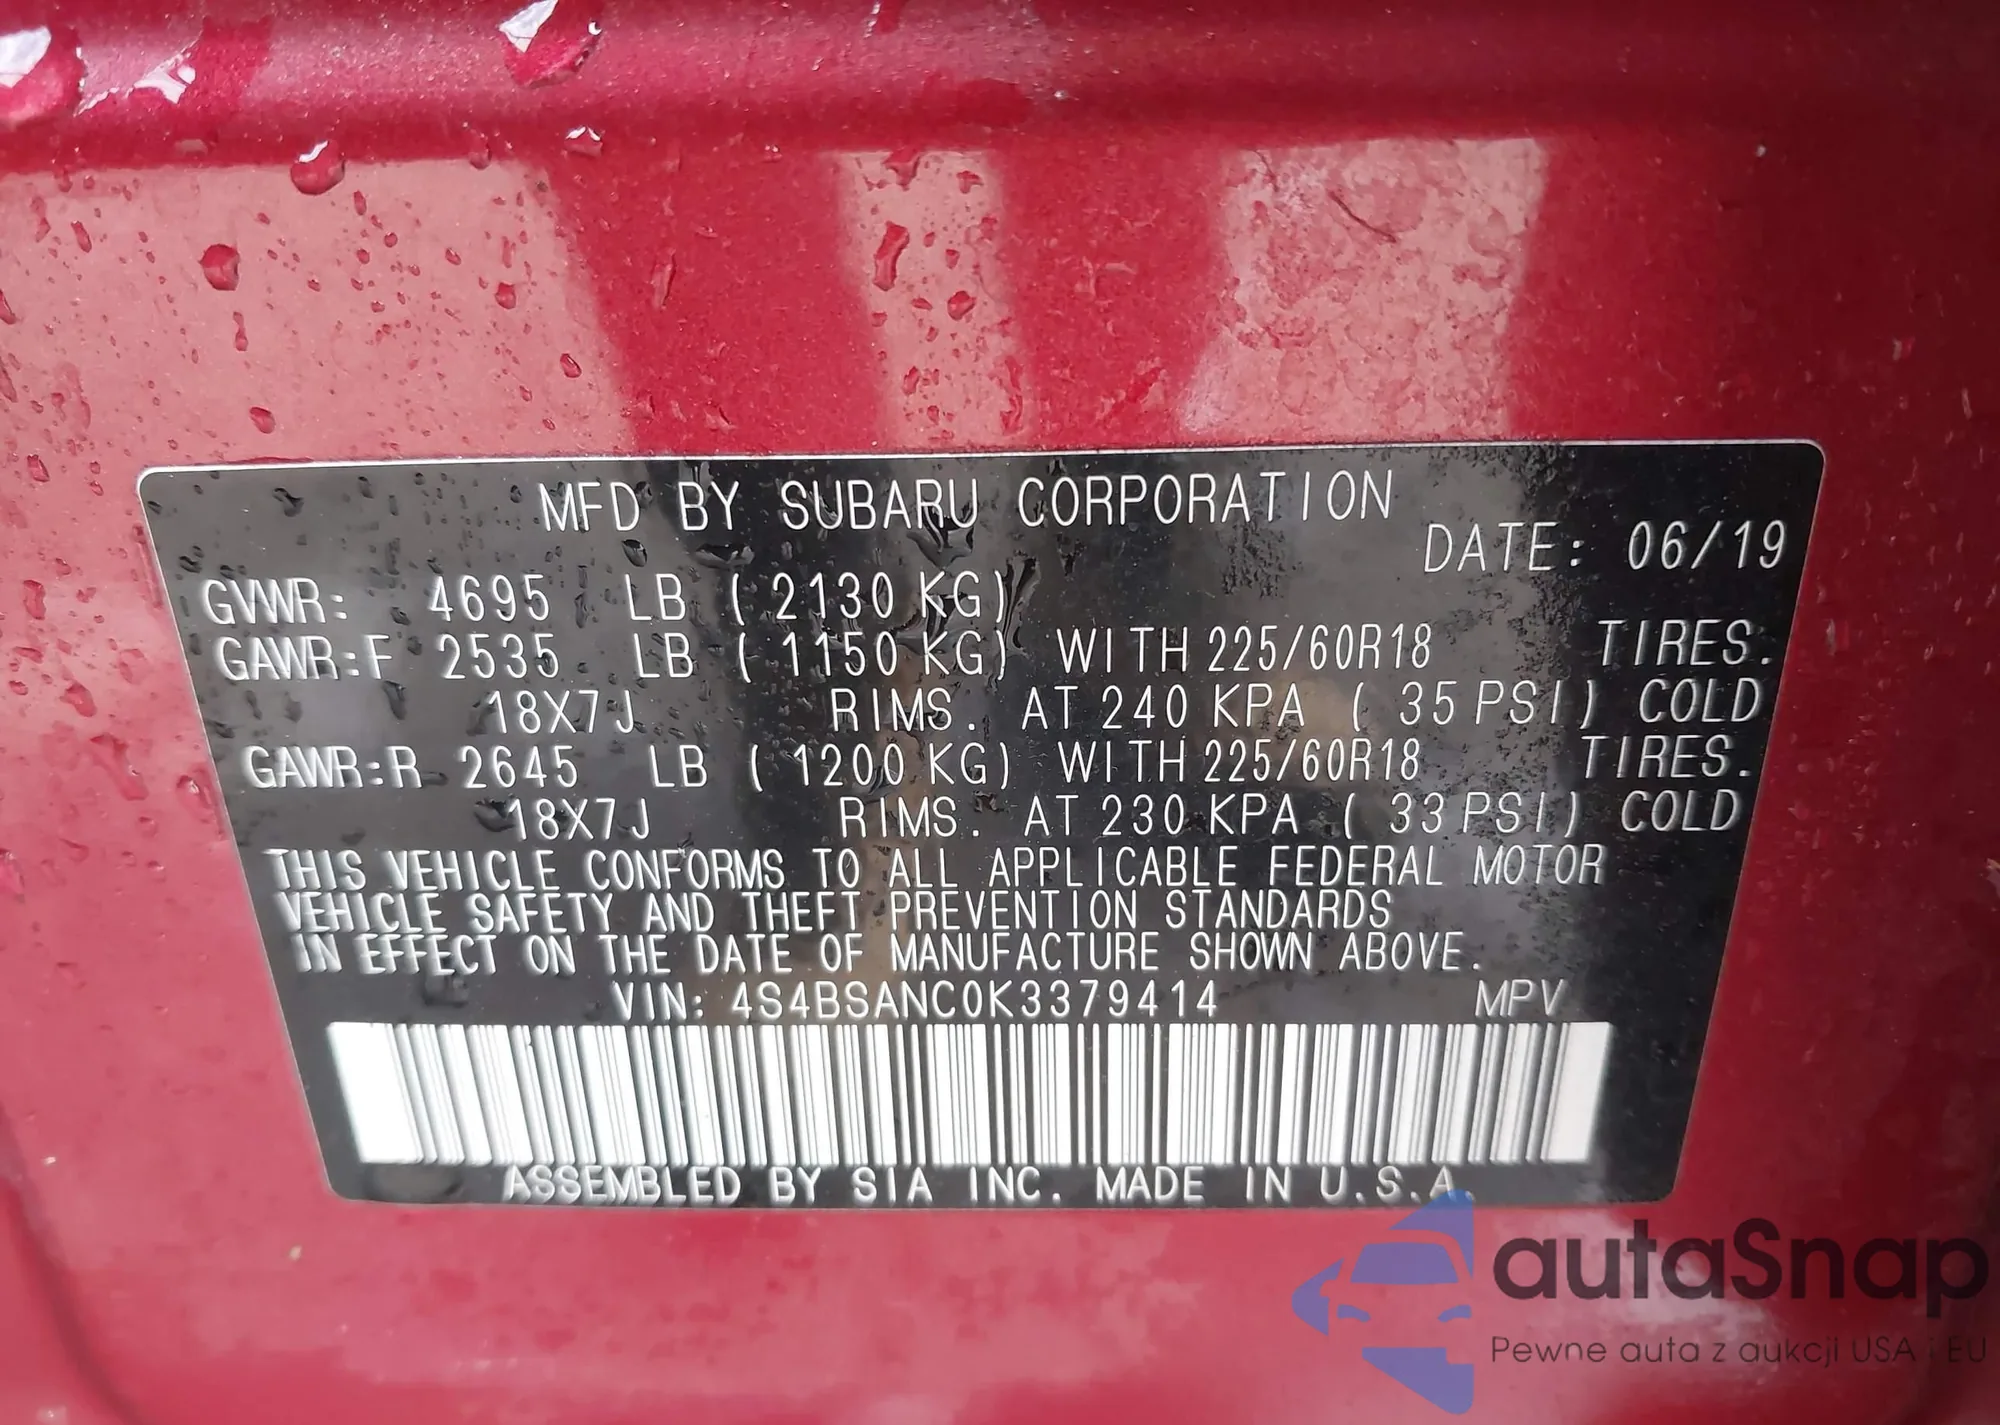 MFD BY SUBARU CORPORATION
DATE: 06/19
GVWR: 4695 LB (2130 KG)
GAWR:F 2535 LB (1150 KG) WITH 225/60R18 TIRES.
18X7J RIMS. AT 240 KPA (35 PSI) COLD
GAWR:R 2645 LB (1200 KG) WITH 225/60R18 TIRES.
18X7J RIMS. AT 230 KPA (33 PSI) COLD
THIS VEHICLE CONFORMS TO ALL APPLICABLE FEDERAL MOTOR
VEHICLE SAFETY AND THEFT PREVENTION STANDARDS
IN EFFECT ON THE DATE OF MANUFACTURE SHOWN ABOVE.
VIN: 4S4BSANC0K3379414 MPV
ASSEMBLED BY SIA INC. MADE IN U.S.A.
autaSnap
Pewne auta z aukcji USA i EU